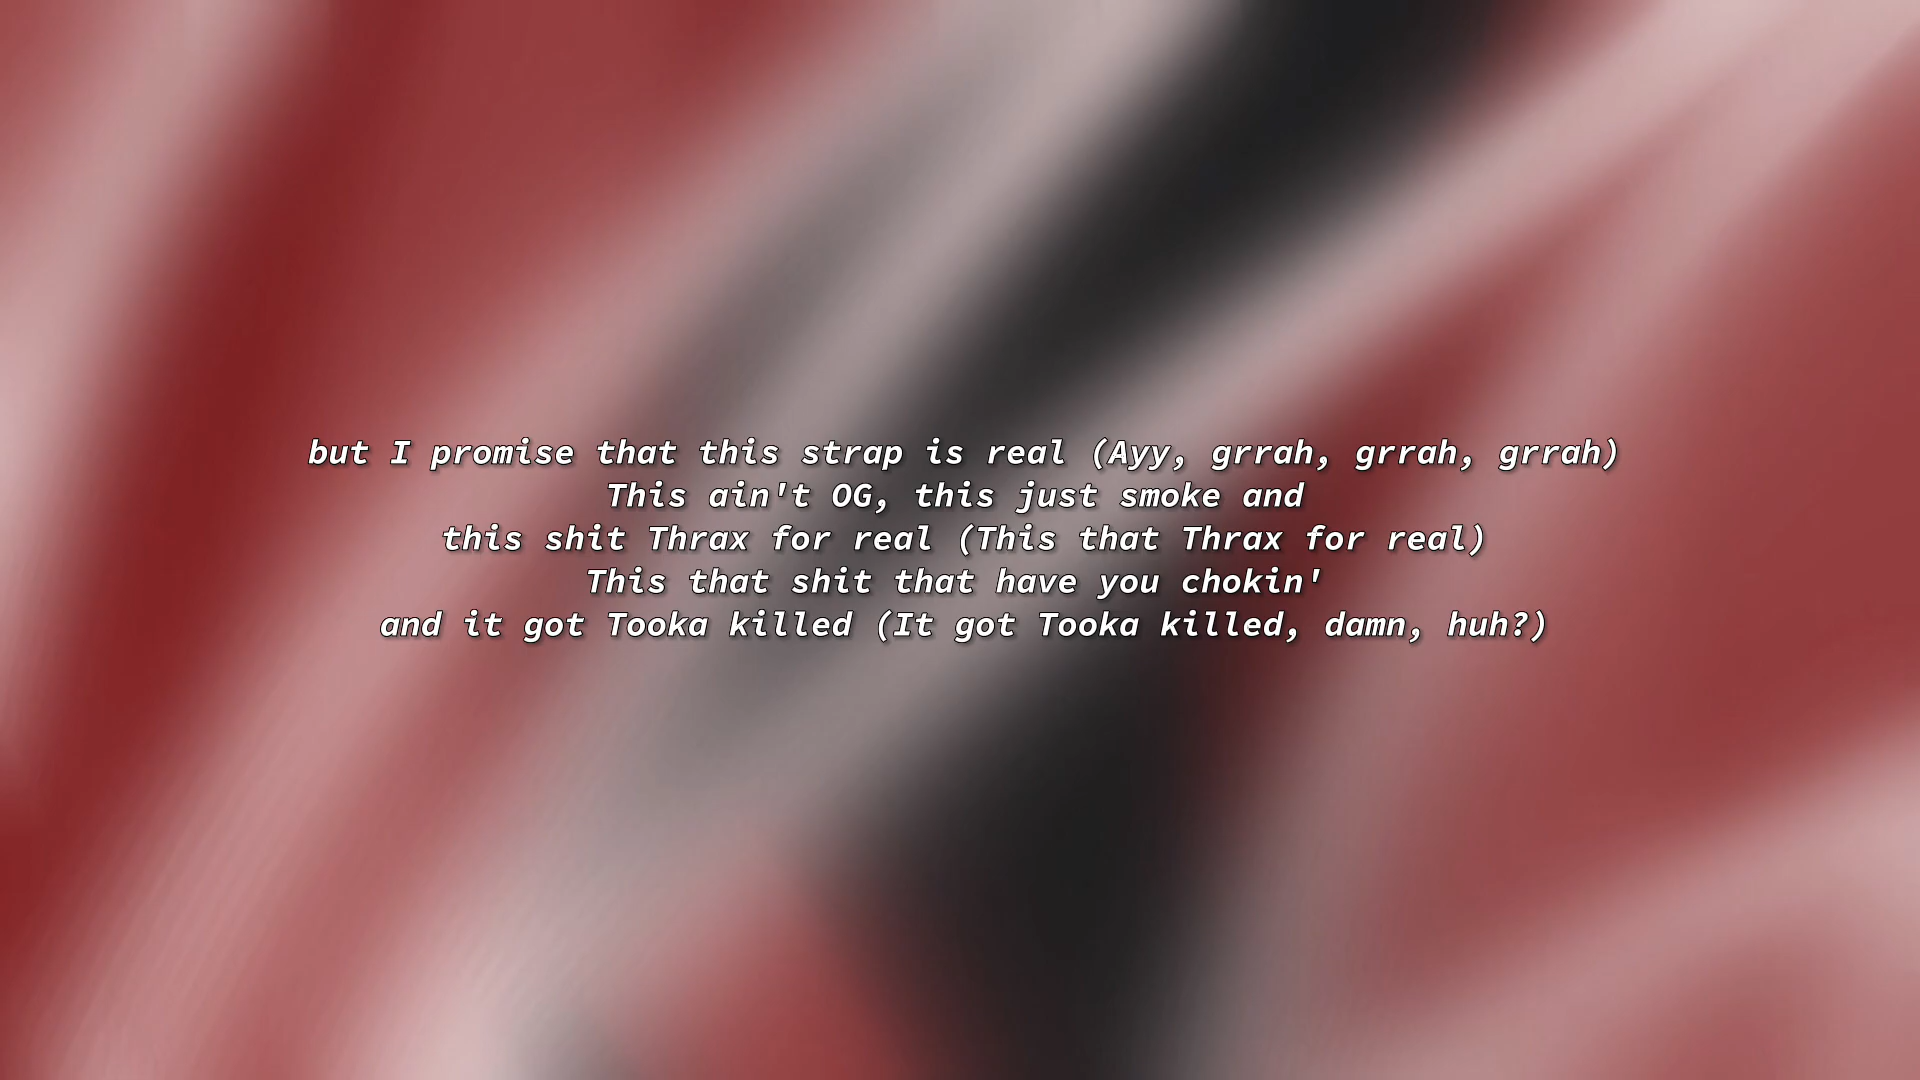 but I promise that this strap is real (Ayy, grrah, grrah, grrah)
This ain't OG, this just smoke and
this shit Thrax for real (This that Thrax for real)
This that shit that have you chokin'
and it got Tooka killed (It got Tooka killed, damn, huh?)